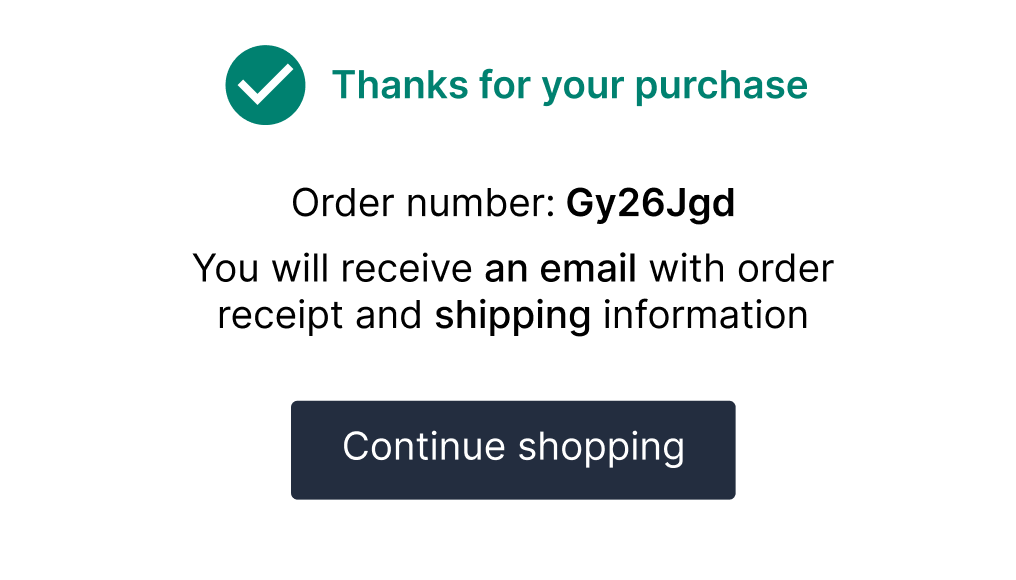 Thanks for your purchase
Order number: Gy26Jgd
You will receive an email with order
receipt and shipping information
Continue shopping